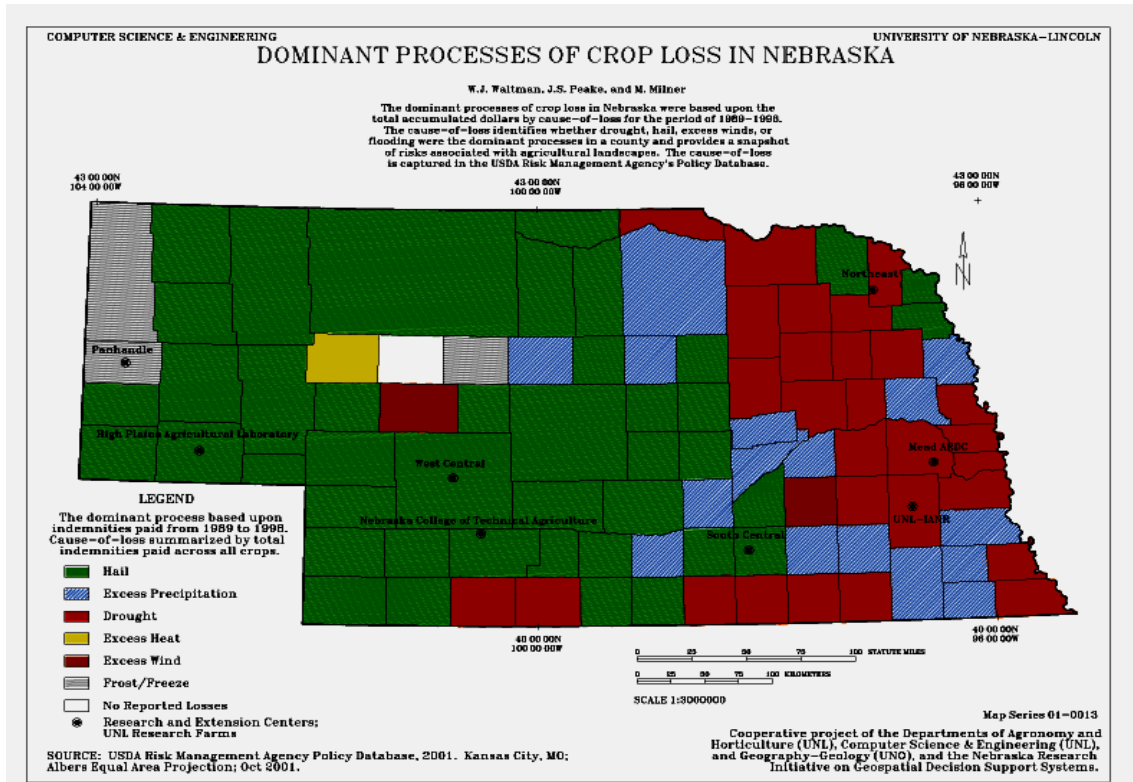 COMPUTER SCIENCE & ENGINEERING
UNIVERSITY OF NEBRASKA-LINCOLN
DOMINANT PROCESSES OF CROP LOSS IN NEBRASKA
W.J. Waltman, J.S. Peake, and M. Milner
The dominant processes of crop loss in Nebraska were based upon the
total accumulated dollars by cause-of-loss for the period of 1989-1998.
The cause-of-loss identifies whether drought, hail, excess winds, or
flooding were the dominant processes in a county and provides a snapshot
of risks associated with agricultural landscapes. The cause-of-loss
is captured in the USDA Risk Management Agency's Policy Database.
43 00 00N
104 00 00W
43 00 00N
100 00 00W
43 00 00N
96 00 00W
N
Northeast
Panhandle
High Plains Agricultural Laboratory
West Central
Mead ARDC
Nebraska College of Technical Agriculture
UNL-IANR
South Central
LEGEND
The dominant process based upon
indemnities paid from 1989 to 1998.
Cause-of-loss summarized by total
indemnities paid across all crops.
Hail
Excess Precipitation
Drought
Excess Heat
Excess Wind
Frost/Freeze
No Reported Losses
Research and Extension Centers;
UNL Research Farms
40 00 00N
100 00 00W
40 00 00N
96 00 00W
0 25 50 75 100 STATUTE MILES
0 25 50 75 100 KILOMETERS
SCALE 1:3000000
Map Series 01-0013
Cooperative project of the Departments of Agronomy and
Horticulture (UNL), Computer Science & Engineering (UNL),
and Geography-Geology (UNO), and the Nebraska Research
Initiative on Geospatial Decision Support Systems.
SOURCE: USDA Risk Management Agency Policy Database, 2001. Kansas City, MO;
Albers Equal Area Projection; Oct 2001.